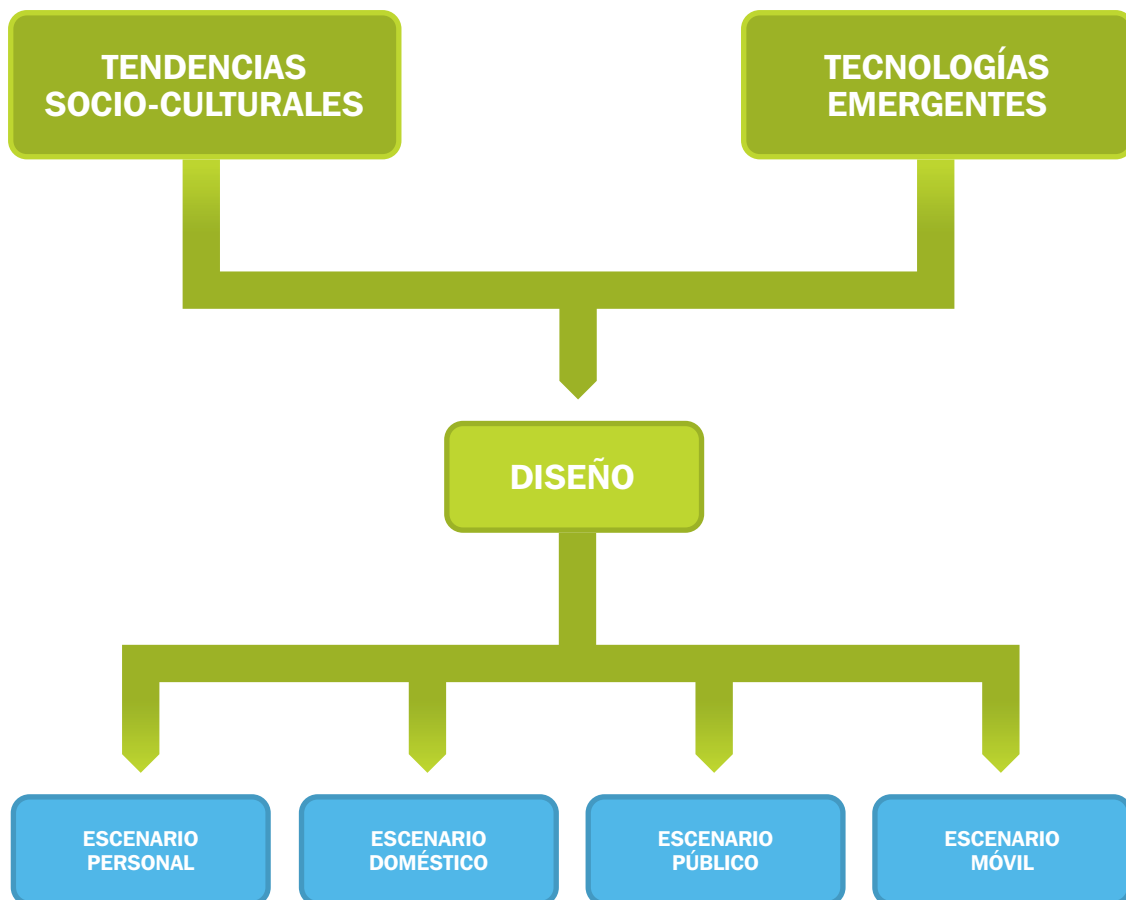 TENDENCIAS
SOCIO-CULTURALES
TECNOLOGÍAS
EMERGENTES
DISEÑO
ESCENARIO
PERSONAL
ESCENARIO
DOMÉSTICO
ESCENARIO
PÚBLICO
ESCENARIO
MÓVIL